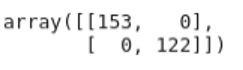 array([[153,   0],
       [  0, 122]])